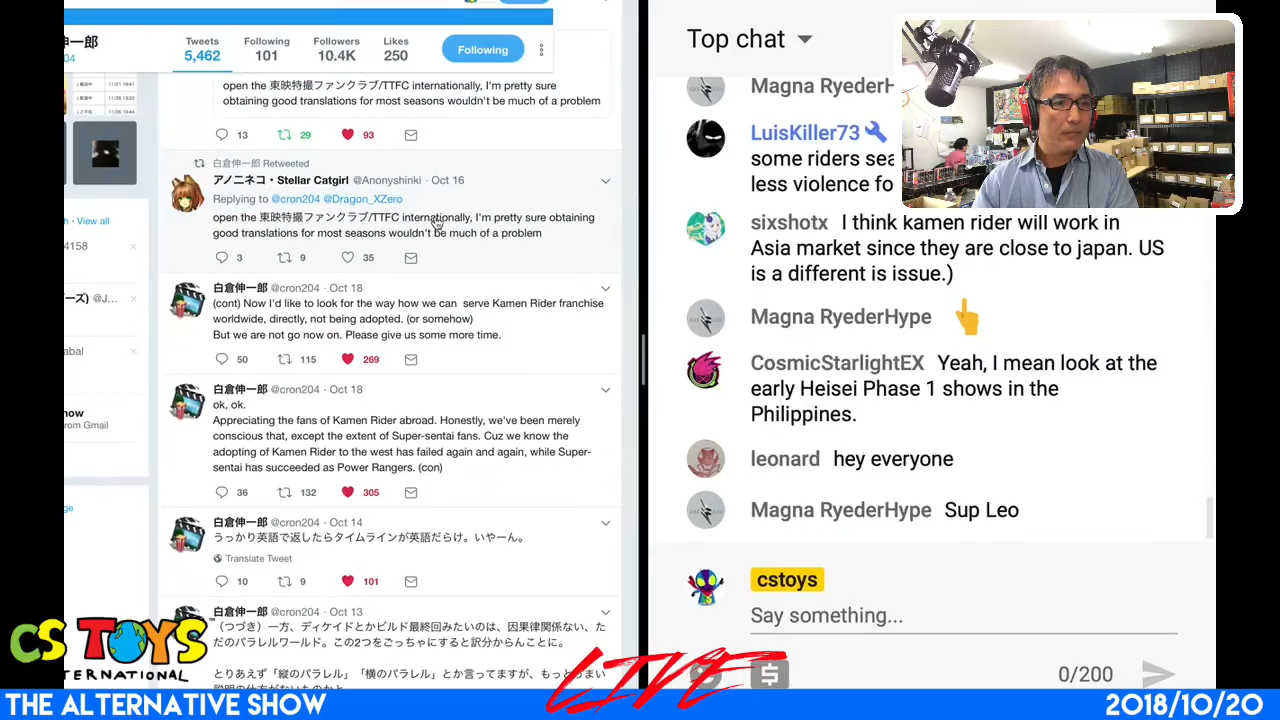 伸一郎
04
Tweets
5,462
Following
101
Followers
10.4K
Likes
250
Following
open the 東映特撮ファンクラブ/TTFC internationally, I'm pretty sure
obtaining good translations for most seasons wouldn't be much of a problem
13 29 93
白倉伸一郎 Retweeted
アノ二ネコ・Stellar Catgirl @Anonyshinki · Oct 16
Replying to @cron204 @Dragon_XZero
open the 東映特撮ファンクラブ/TTFC internationally, I'm pretty sure obtaining
good translations for most seasons wouldn't be much of a problem
3 9 35
白倉伸一郎 @cron204 · Oct 18
(cont) Now I'd like to look for the way how we can serve Kamen Rider franchise
worldwide, directly, not being adopted. (or somehow)
But we are not go now on. Please give us some more time.
50 115 269
白倉伸一郎 @cron204 · Oct 18
ok, ok.
Appreciating the fans of Kamen Rider abroad. Honestly, we've been merely
conscious that, except the extent of Super-sentai fans. Cuz we know the
adopting of Kamen Rider to the west has failed again and again, while Super-
sentai has succeeded as Power Rangers. (con)
36 132 305
白倉伸一郎 @cron204 · Oct 14
うっかり英語で返したらタイムラインが英語だらけ。いやーん。
Translate Tweet
10 9 101
白倉伸一郎 @cron204 · Oct 13
（つづき）一方、ディケイドとかビルド最終回みたいのは、因果律関係ない、た
だのパラレルワールド。この2つをごっちゃにすると訳分からんことに。
とりあえず「縦のパラレル」「横のパラレル」とか言ってますが、もっとうまい
h · View all
4158
ーズ) @J...
abal
how
rom Gmail
ge
Top chat
Magna RyederH
LuisKiller73
some riders sea
less violence fo
sixshotx I think kamen rider will work in
Asia market since they are close to japan. US
is a different is issue.)
Magna RyederHype
CosmicStarlightEX Yeah, I mean look at the
early Heisei Phase 1 shows in the
Philippines.
leonard hey everyone
Magna RyederHype Sup Leo
cstoys
Say something...
0/200
CS TOYS
INTERNATIONAL
LIVE
THE ALTERNATIVE SHOW
2018/10/20